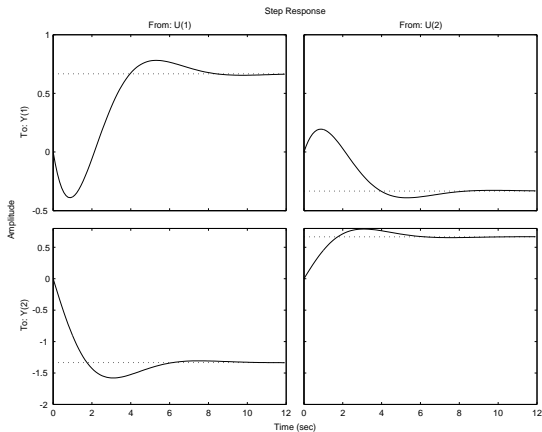 Step Response
From: U(1)
From: U(2)
1
0.5
0
-0.5
To: Y(1)
Amplitude
0.5
0
-0.5
-1
-1.5
-2
To: Y(2)
0 2 4 6 8 10 12
0 2 4 6 8 10 12
Time (sec)